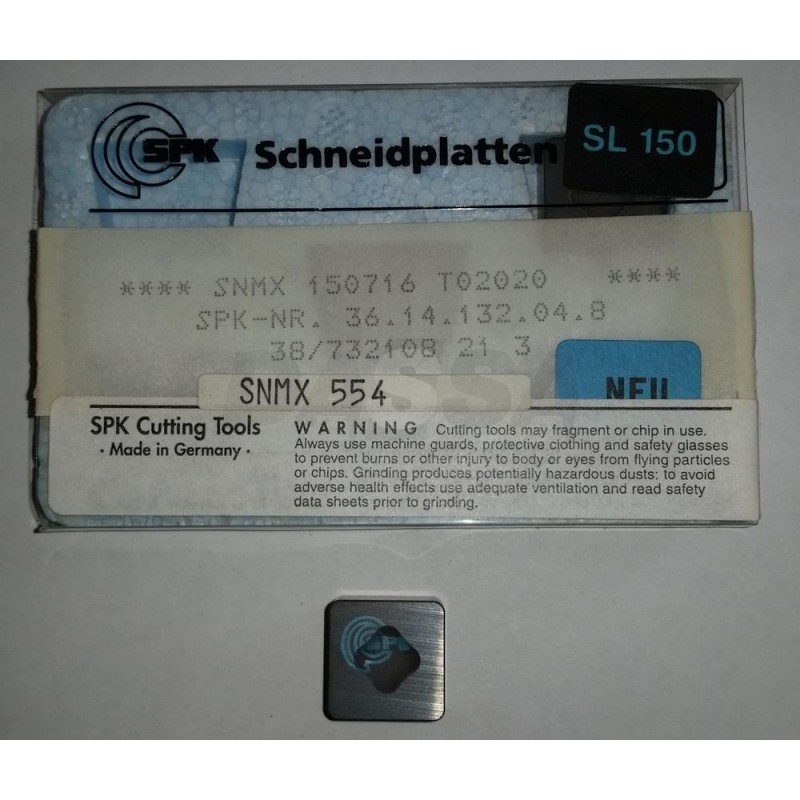 SPK Schneidplatten SL 150
**** SNMX 150716 T02020 ****
SPK-NR. 36.14.132.04.8
38/732108 21 3
NEU
SNMX 554
SPK Cutting Tools
· Made in Germany ·
WARNING Cutting tools may fragment or chip in use.
Always use machine guards, protective clothing and safety glasses
to prevent burns or other injury to body or eyes from flying particles
or chips. Grinding produces potentially hazardous dusts; to avoid
adverse health effects use adequate ventilation and read safety
data sheets prior to grinding.
SPK